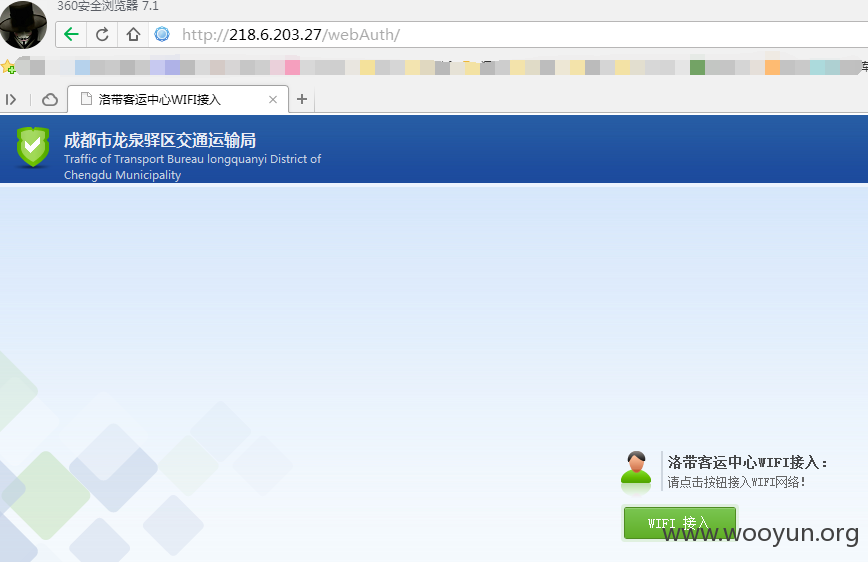 360安全浏览器 7.1
http://218.6.203.27/webAuth/
洛带客运中心WIFI接入
成都市龙泉驿区交通运输局
Traffic of Transport Bureau longquanyi District of
Chengdu Municipality
洛带客运中心WIFI接入：
请点击按钮接入WIFI网络！
WIFI 接入
www.wooyun.org